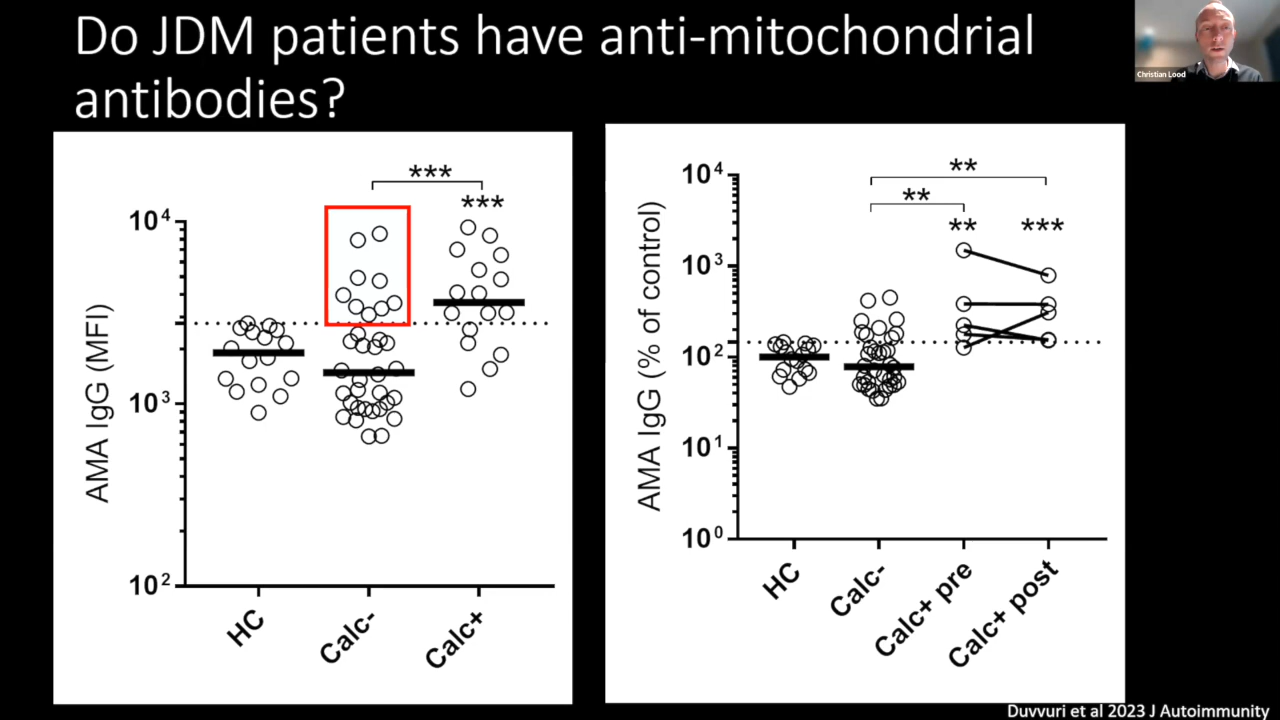 Do JDM patients have anti-mitochondrial
antibodies?
Christian Lood
***
***
10⁴
10³
10²
AMA IgG (MFI)
HC
Calc-
Calc+
**
**
**
***
10⁴
10³
10²
10¹
10⁰
AMA IgG (% of control)
HC
Calc-
Calc+ pre
Calc+ post
Duvvuri et al 2023 J Autoimmunity